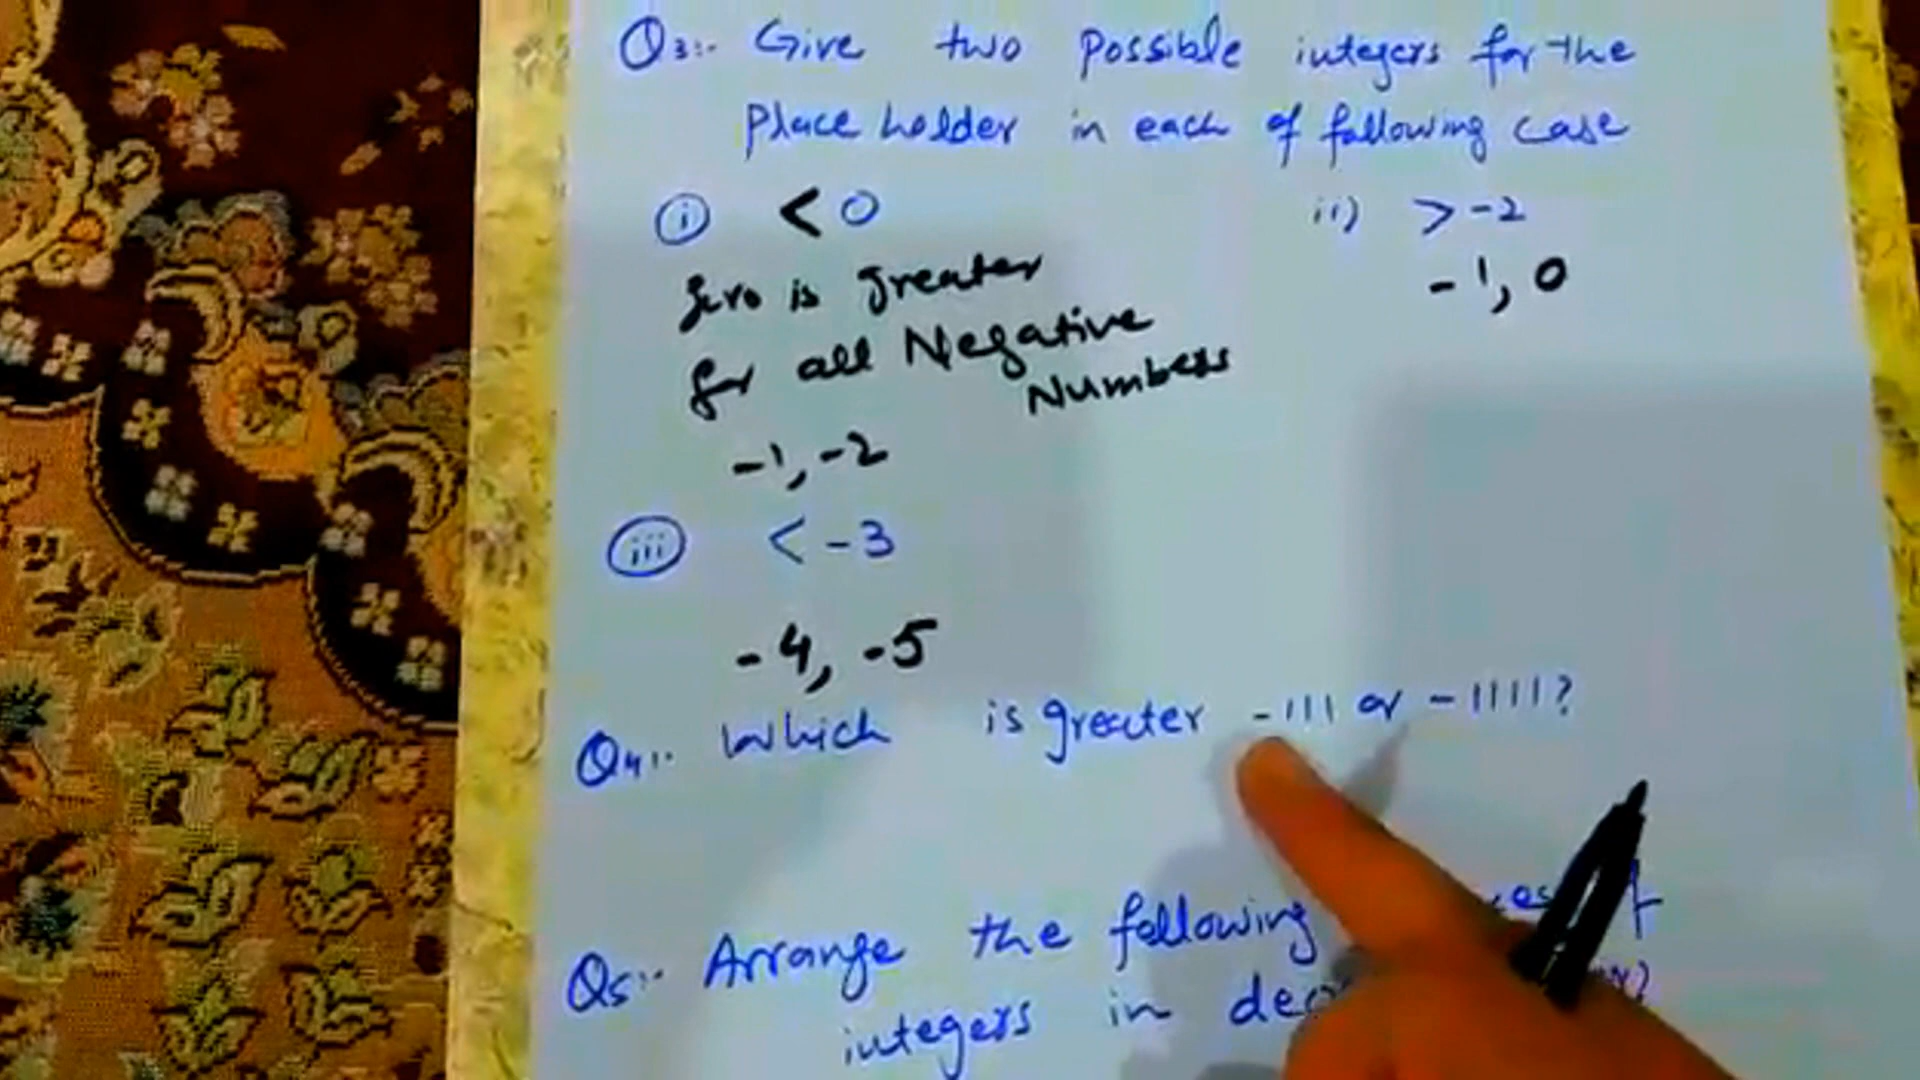 Q3:- Give two possible integers for the
Place holder in each of following case
(i) < 0
ii) > -2
Zero is greater
for all Negative
Numbers
-1, 0
-1, -2
(iii) < -3
-4, -5
Q4:- Which is greater -111 or -1111?
Q5:- Arrange the following
integers in